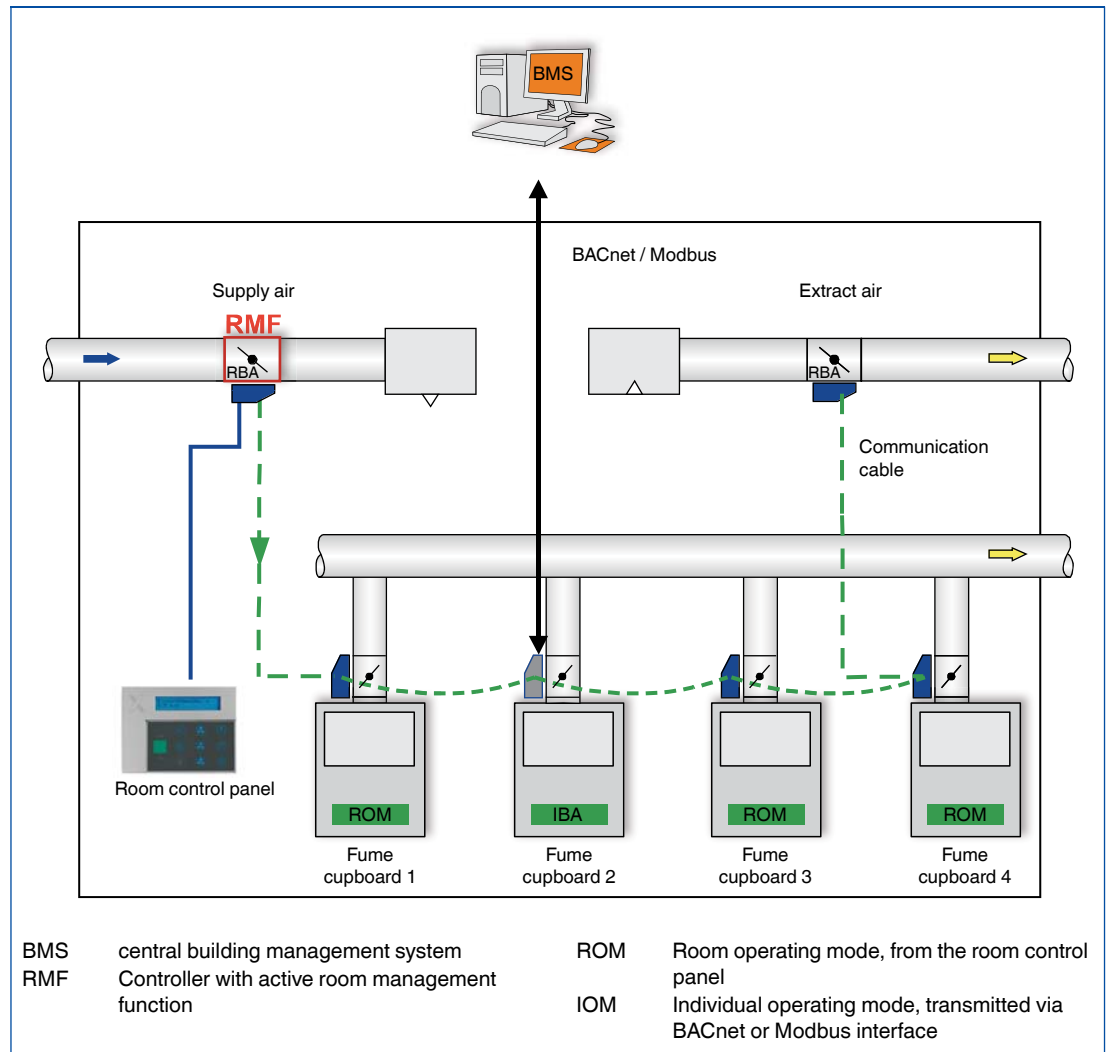 BMS
BACnet / Modbus
Supply air
Extract air
RMF
RBA
RBA
Communication
cable
Room control panel
ROM
IBA
ROM
ROM
Fume
cupboard 1
Fume
cupboard 2
Fume
cupboard 3
Fume
cupboard 4
BMS central building management system
RMF Controller with active room management
function
ROM Room operating mode, from the room control
panel
IOM Individual operating mode, transmitted via
BACnet or Modbus interface